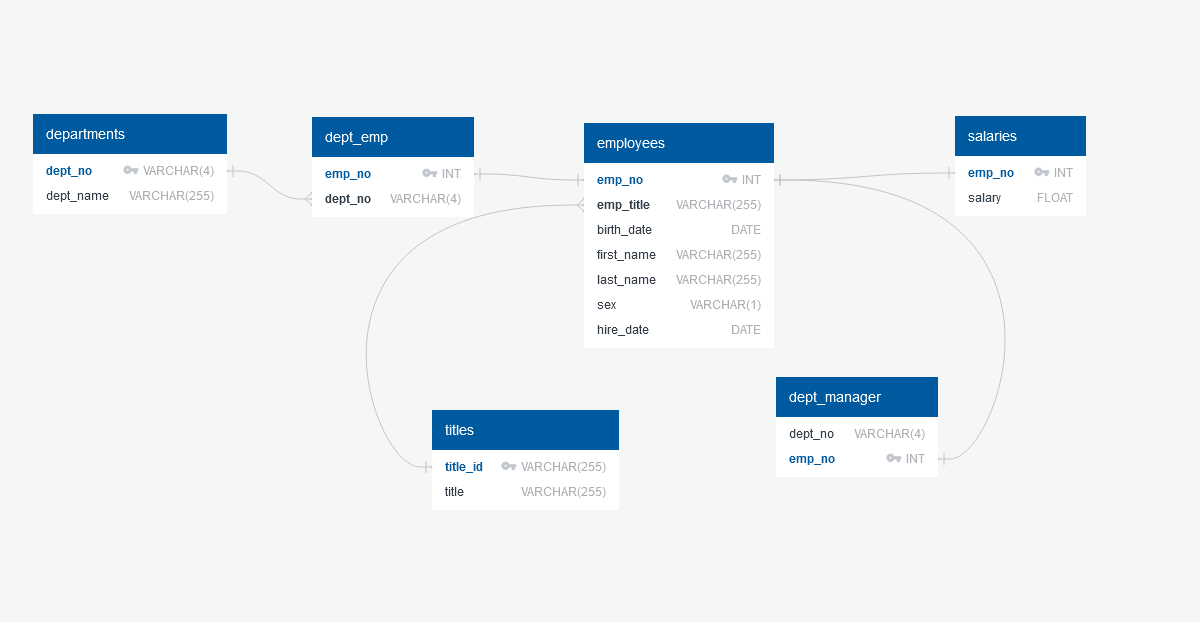 departments
dept_no VARCHAR(4)
dept_name VARCHAR(255)
dept_emp
emp_no INT
dept_no VARCHAR(4)
employees
emp_no INT
emp_title VARCHAR(255)
birth_date DATE
first_name VARCHAR(255)
last_name VARCHAR(255)
sex VARCHAR(1)
hire_date DATE
salaries
emp_no INT
salary FLOAT
titles
title_id VARCHAR(255)
title VARCHAR(255)
dept_manager
dept_no VARCHAR(4)
emp_no INT